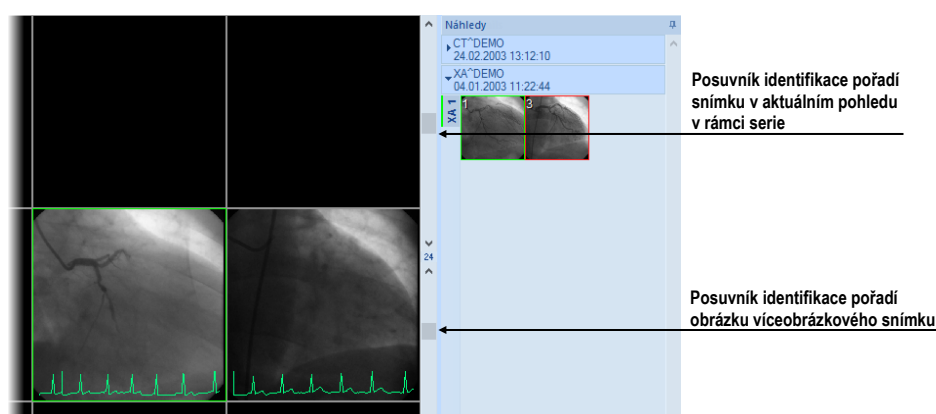 Náhledy
CT^DEMO
24.02.2003 13:12:10
XA^DEMO
04.01.2003 11:22:44
XA 1
1
3
Posuvník identifikace pořadí
snímku v aktuálním pohledu
v rámci serie
24
Posuvník identifikace pořadí
obrázku víceobrázkového snímku